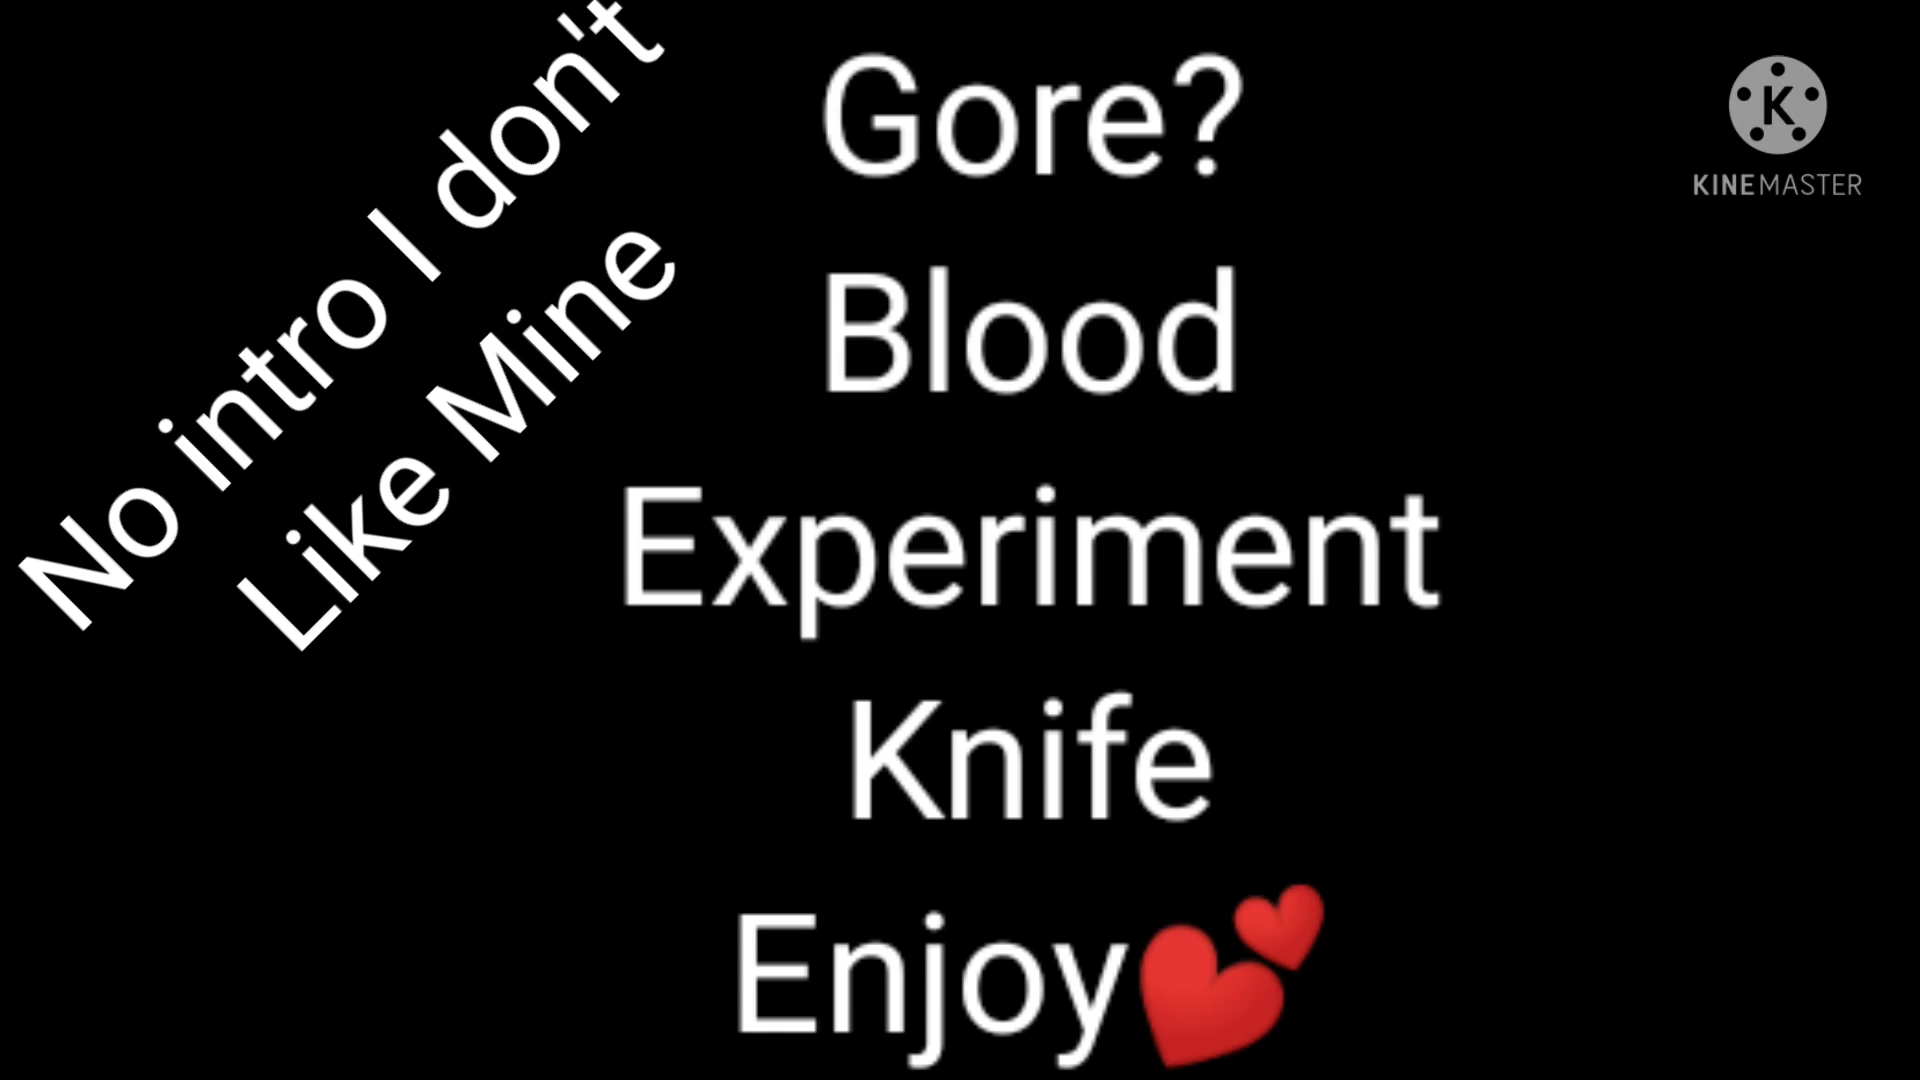 No intro I don't
Like Mine
Gore?
Blood
Experiment
Knife
Enjoy💕
KINEMASTER